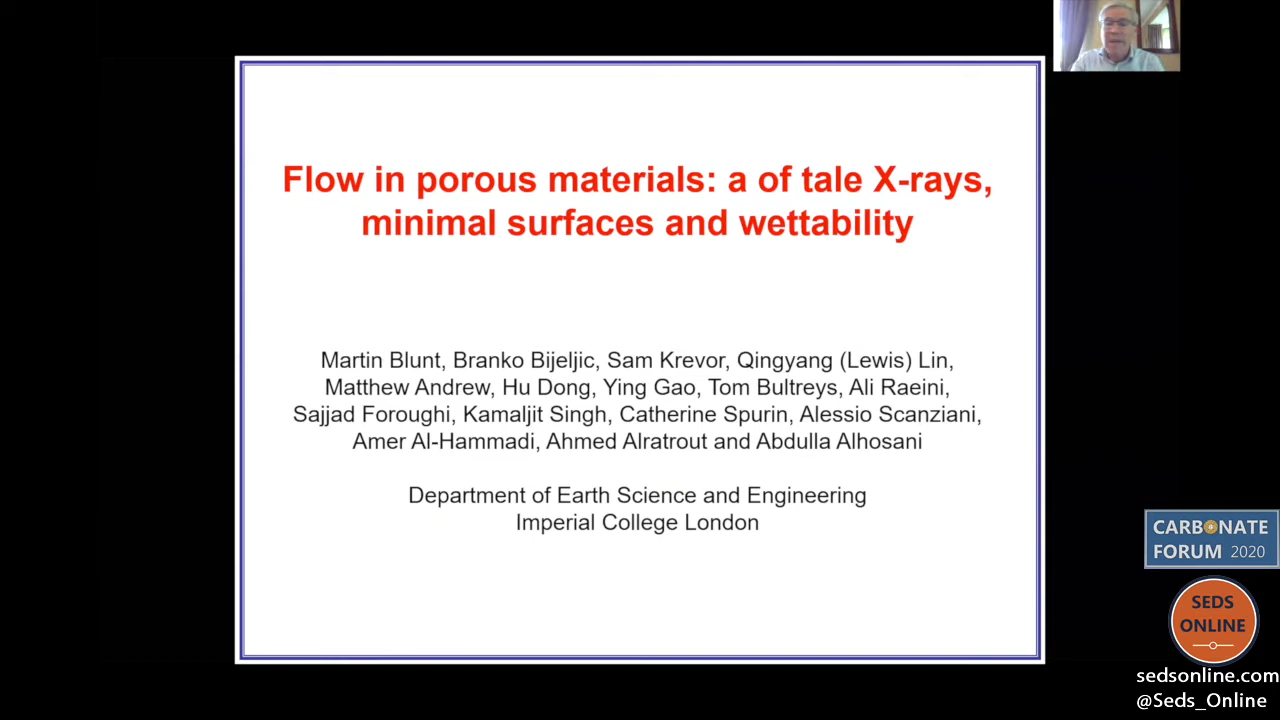 Flow in porous materials: a of tale X-rays,
minimal surfaces and wettability
Martin Blunt, Branko Bijeljic, Sam Krevor, Qingyang (Lewis) Lin,
Matthew Andrew, Hu Dong, Ying Gao, Tom Bultreys, Ali Raeini,
Sajjad Foroughi, Kamaljit Singh, Catherine Spurin, Alessio Scanziani,
Amer Al-Hammadi, Ahmed Alratrout and Abdulla Alhosani
Department of Earth Science and Engineering
Imperial College London
CARBONATE
FORUM 2020
SEDS
ONLINE
sedsonline.com
@Seds_Online